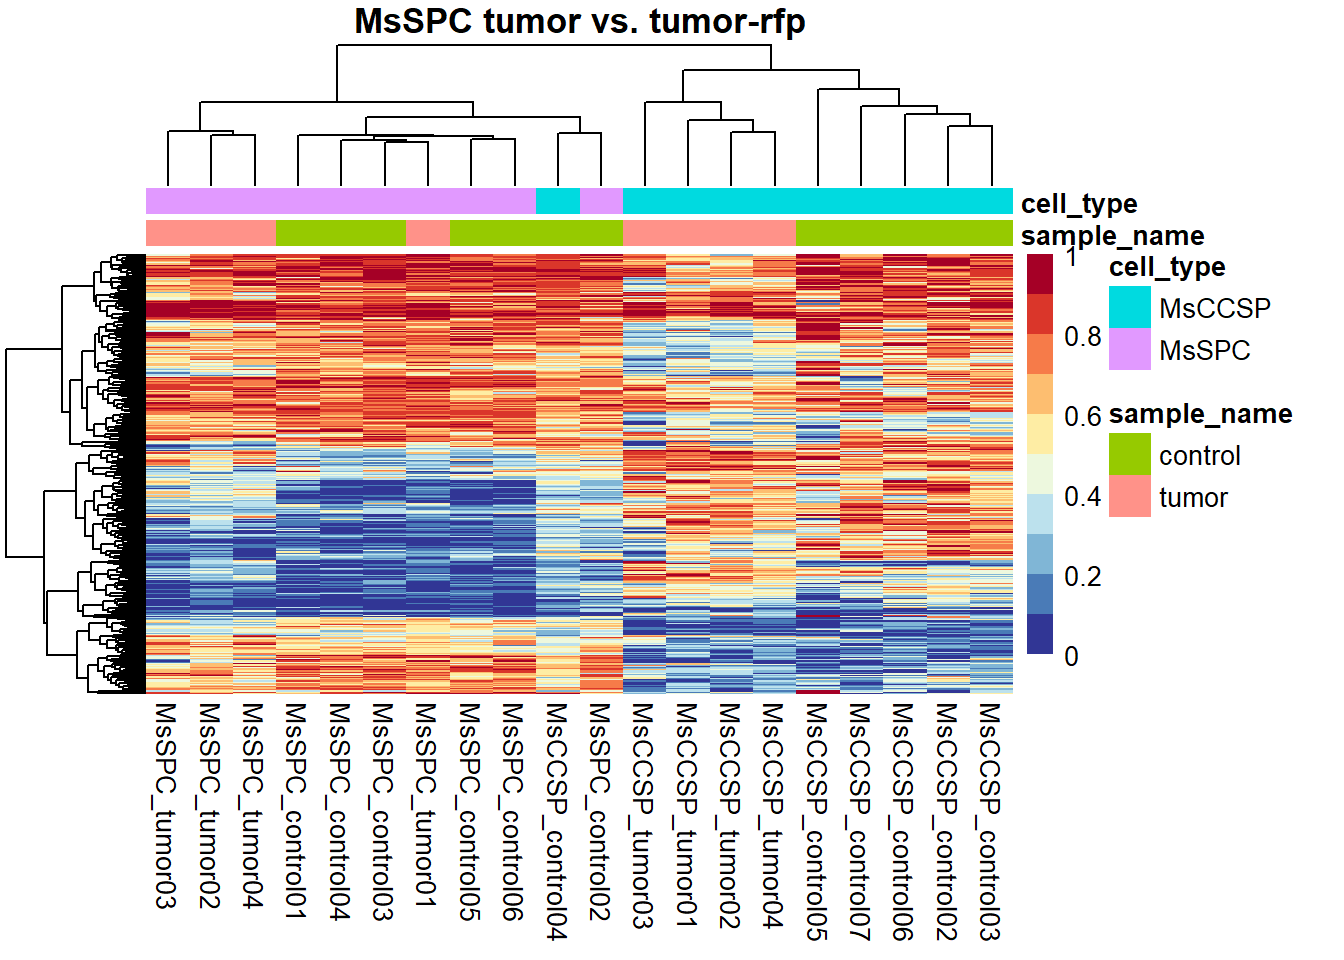 MsSPC tumor vs. tumor-rfp
cell_type
sample_name
1
0.8
0.6
0.4
0.2
0
cell_type
MsCCSP
MsSPC
sample_name
control
tumor
MsSPC_tumor03
MsSPC_tumor02
MsSPC_tumor04
MsSPC_control01
MsSPC_control04
MsSPC_control03
MsSPC_tumor01
MsSPC_control05
MsSPC_control06
MsCCSP_control04
MsSPC_control02
MsCCSP_tumor03
MsCCSP_tumor01
MsCCSP_tumor02
MsCCSP_tumor04
MsCCSP_control05
MsCCSP_control07
MsCCSP_control06
MsCCSP_control02
MsCCSP_control03